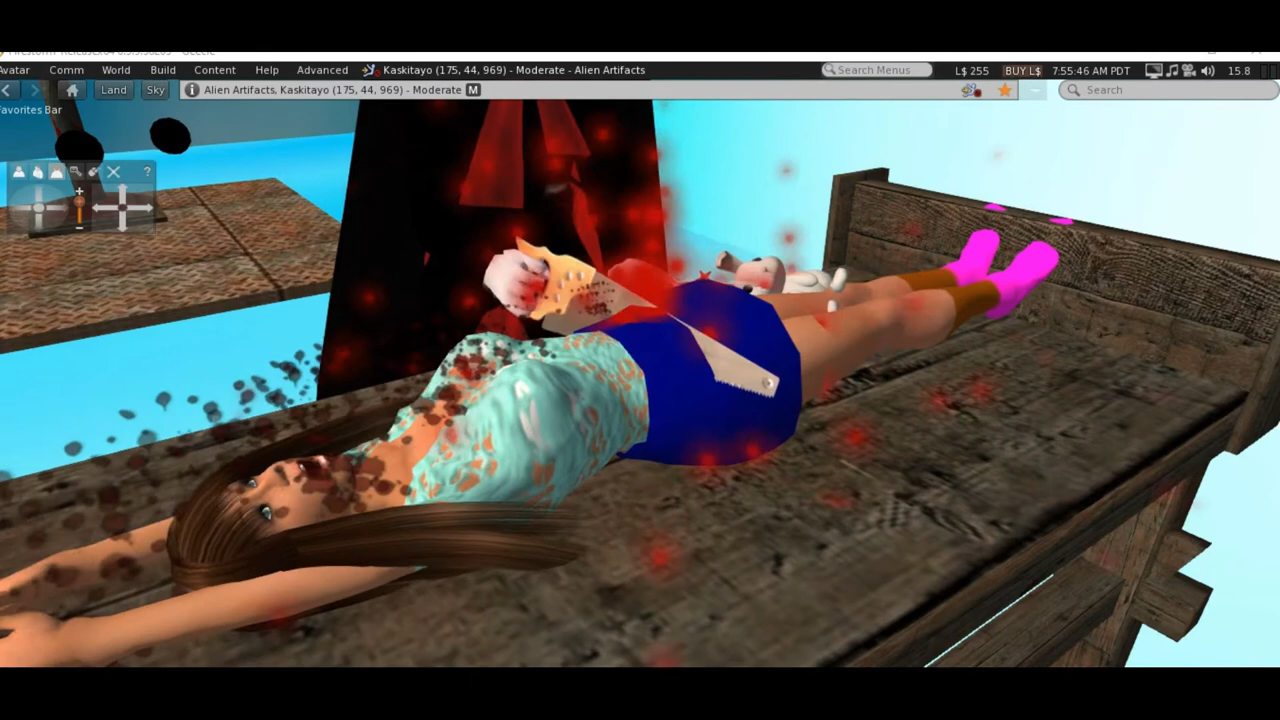 Avatar Comm World Build Content Help Advanced Kaskitayo (175, 44, 969) - Moderate - Alien Artifacts Search Menus L$ 255 BUY L$ 7:55:46 AM PDT 15.8
Land Sky Alien Artifacts, Kaskitayo (175, 44, 969) - Moderate M Search
Favorites Bar
?
+
−